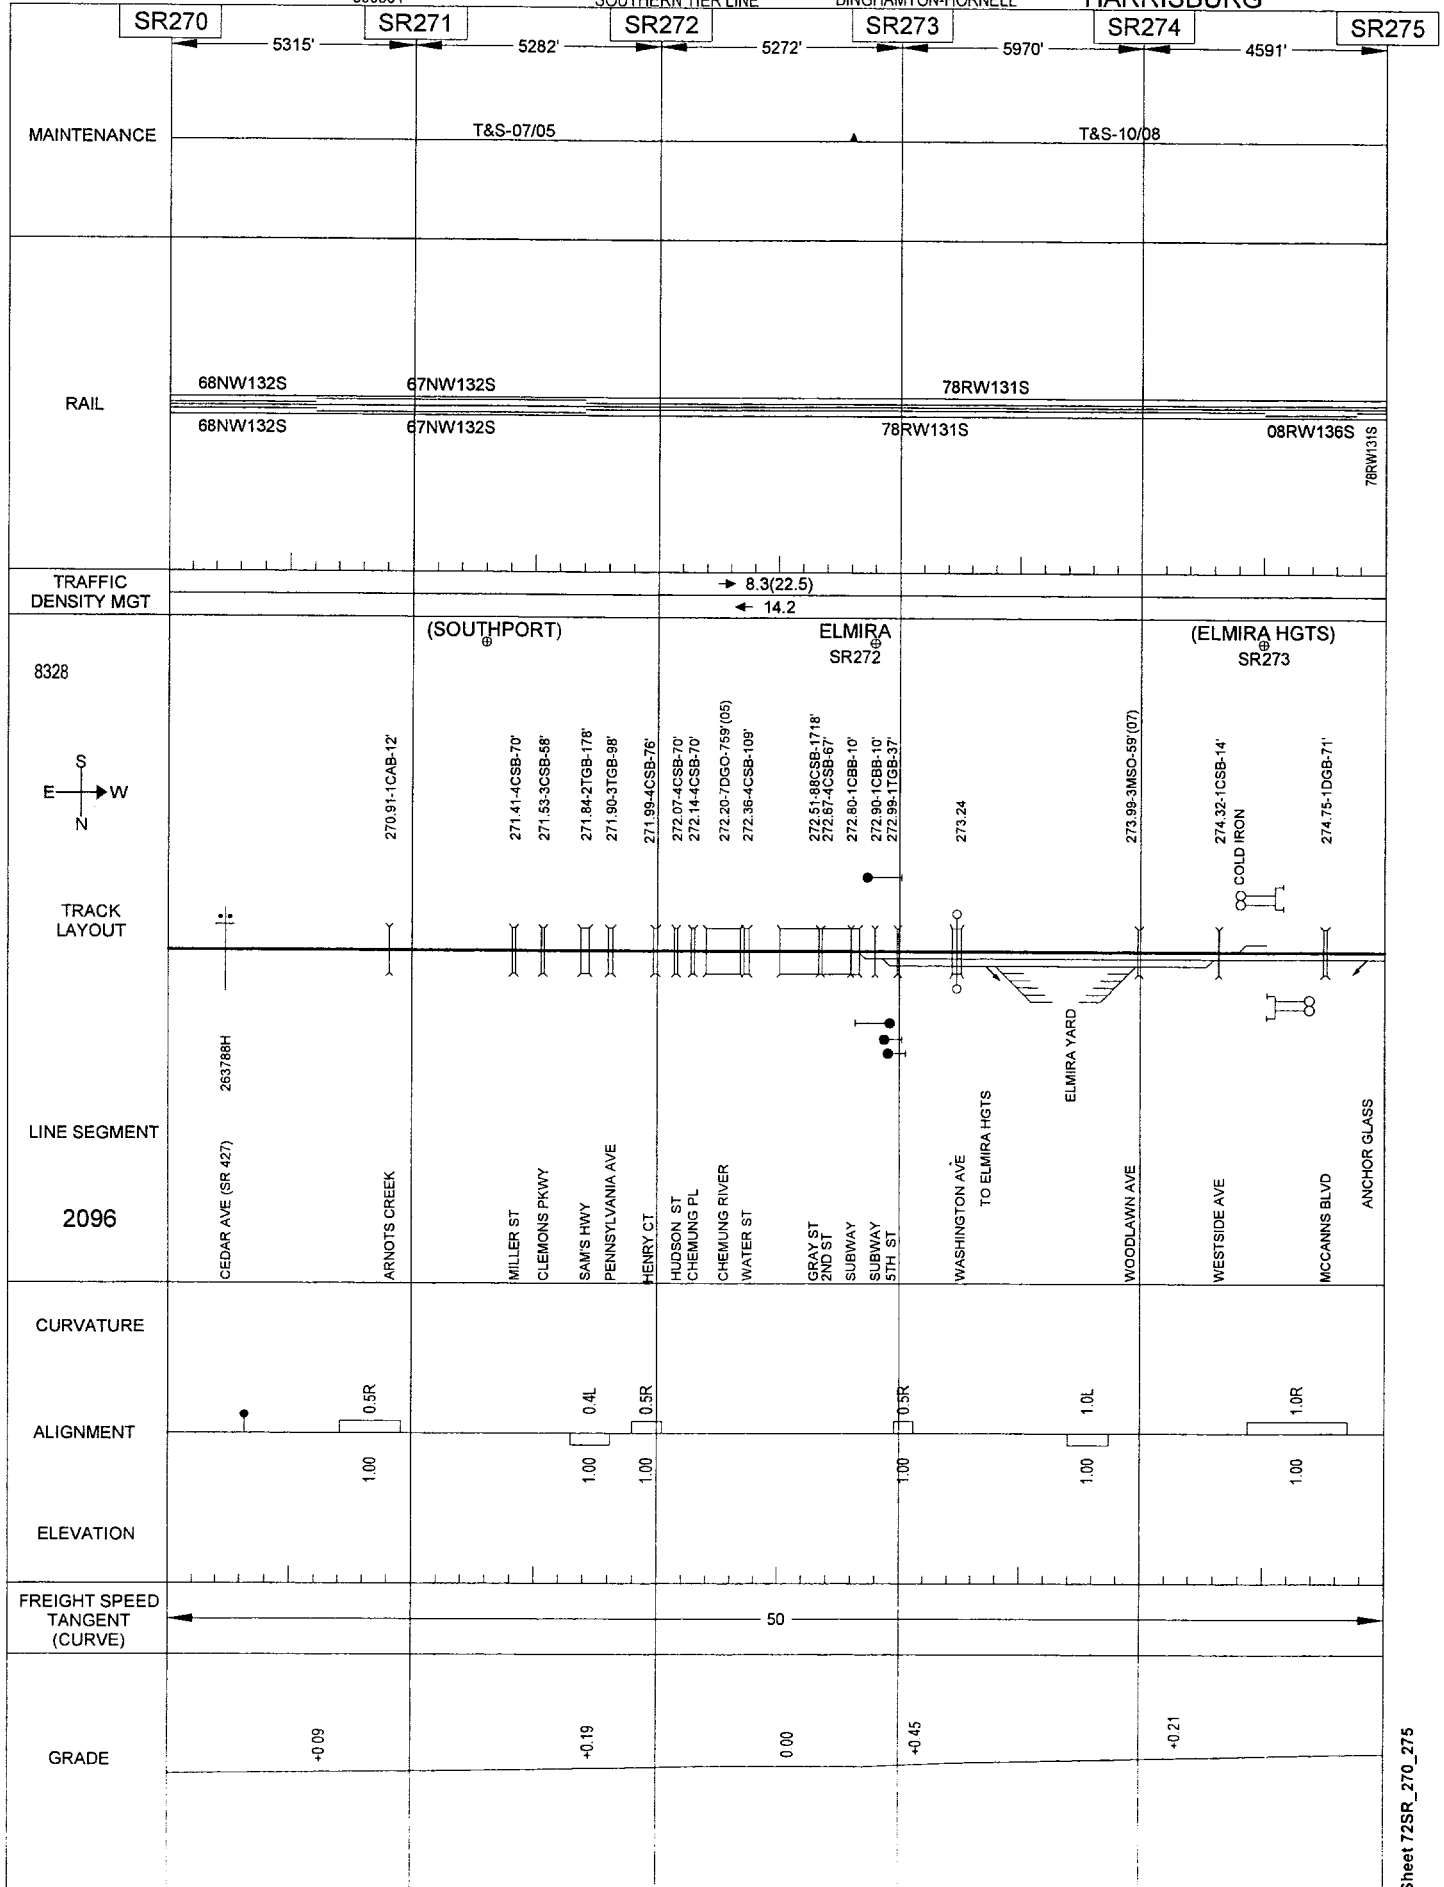 SOUTHERN TIER LINE
BINGHAMTON-HORNELL
HARRISBURG
SR270
SR271
SR272
SR273
SR274
SR275
5315'
5282'
5272'
5970'
4591'
MAINTENANCE
T&S-07/05
T&S-10/08
RAIL
68NW132S
67NW132S
78RW131S
68NW132S
67NW132S
78RW131S
08RW136S
78RW131S
TRAFFIC
DENSITY MGT
8.3(22.5)
14.2
(SOUTHPORT)
ELMIRA
SR272
(ELMIRA HGTS)
SR273
8328
S
E
W
N
270.91-1CAB-12'
271.41-4CSB-70'
271.53-3CSB-58'
271.84-2TGB-178'
271.90-3TGB-98'
271.99-4CSB-76'
272.07-4CSB-70'
272.14-4CSB-70'
272.20-7DGO-759'(05)
272.36-4CSB-109'
272.51-88CSB-1718'
272.67-4CSB-67'
272.80-1CBB-10'
272.90-1CBB-10'
272.99-1TGB-37'
273.24
273.99-3MSO-59'(07)
274.32-1CSB-14'
COLD IRON
274.75-1DGB-71'
TRACK
LAYOUT
LINE SEGMENT
2096
263788H
CEDAR AVE (SR 427)
ARNOTS CREEK
MILLER ST
CLEMONS PKWY
SAM'S HWY
PENNSYLVANIA AVE
HENRY CT
HUDSON ST
CHEMUNG PL
CHEMUNG RIVER
WATER ST
GRAY ST
2ND ST
SUBWAY
SUBWAY
5TH ST
WASHINGTON AVE
TO ELMIRA HGTS
ELMIRA YARD
WOODLAWN AVE
WESTSIDE AVE
MCCANNS BLVD
ANCHOR GLASS
CURVATURE
0.5R
0.4L
0.5R
0.5R
1.0L
1.0R
ALIGNMENT
1.00
1.00
1.00
1.00
1.00
1.00
ELEVATION
FREIGHT SPEED
TANGENT
(CURVE)
50
GRADE
+0.09
+0.19
0.00
+0.45
+0.21
Sheet 72SR_270_275